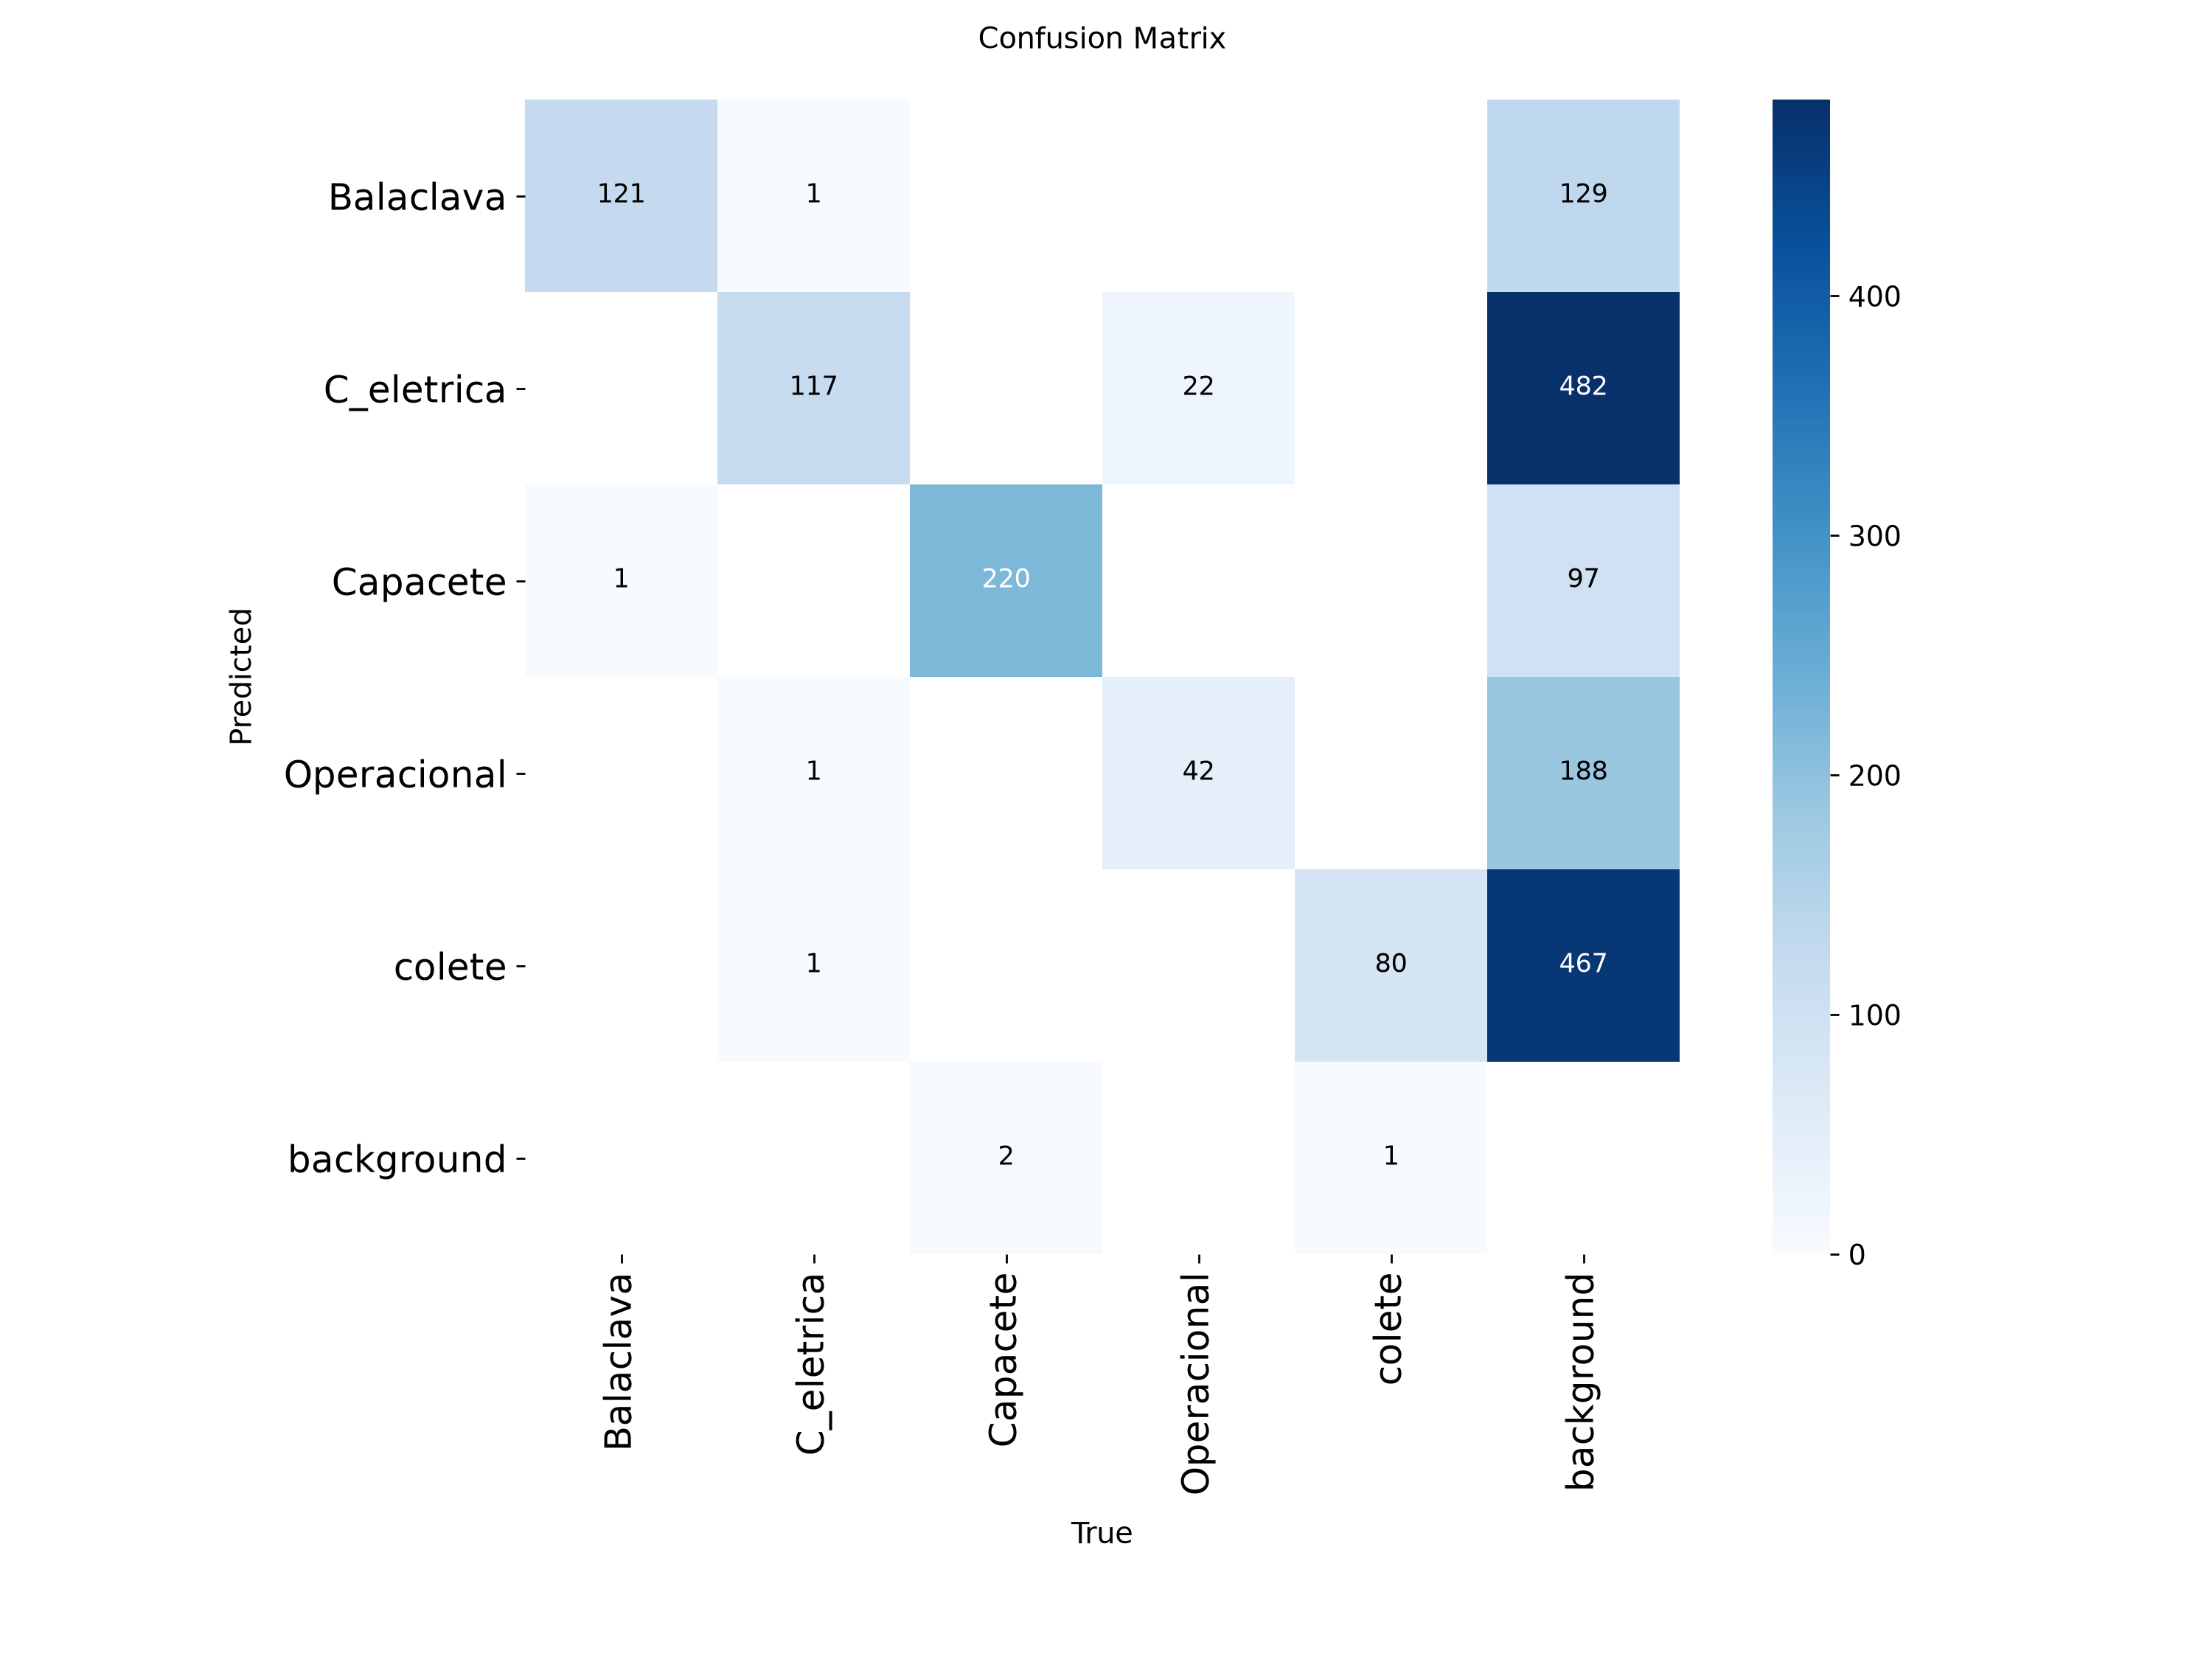 Confusion Matrix
Balaclava 121 1 129
400
C_eletrica 117 22 482
300
Capacete 1 220 97
Predicted
Operacional 1 42 188
200
colete 1 80 467
100
background 2 1
0
Balaclava C_eletrica Capacete Operacional colete background
True